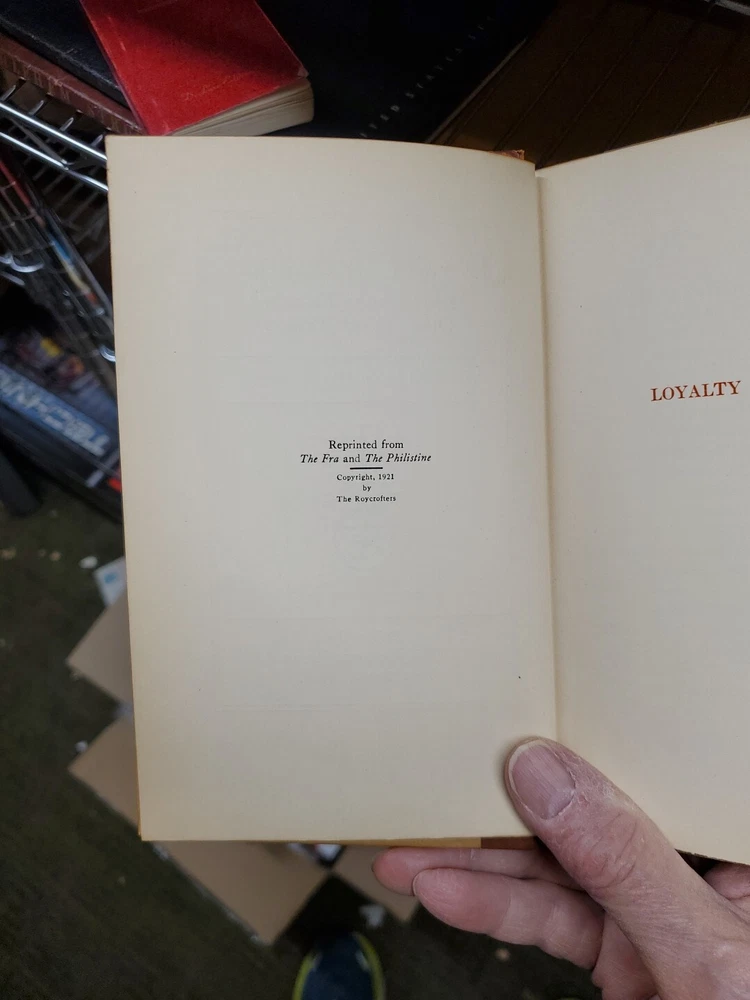 Reprinted from
The Fra and The Philistine
Copyright, 1921
by
The Roycrofters
LOYALTY